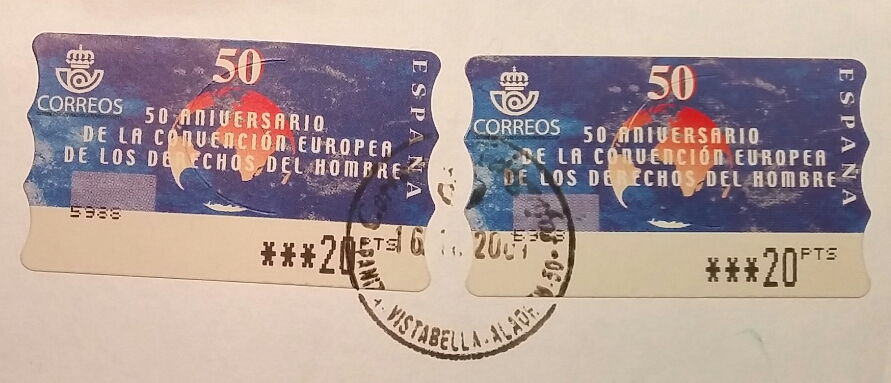 50
CORREOS
ESPAÑA
50 ANIVERSARIO
DE LA CONVENCIÓN EUROPEA
DE LOS DERECHOS DEL HOMBRE
5988
***20 PTS
50
CORREOS
ESPAÑA
50 ANIVERSARIO
DE LA CONVENCIÓN EUROPEA
DE LOS DERECHOS DEL HOMBRE
***20 PTS
16 2001
VISTABELLA-